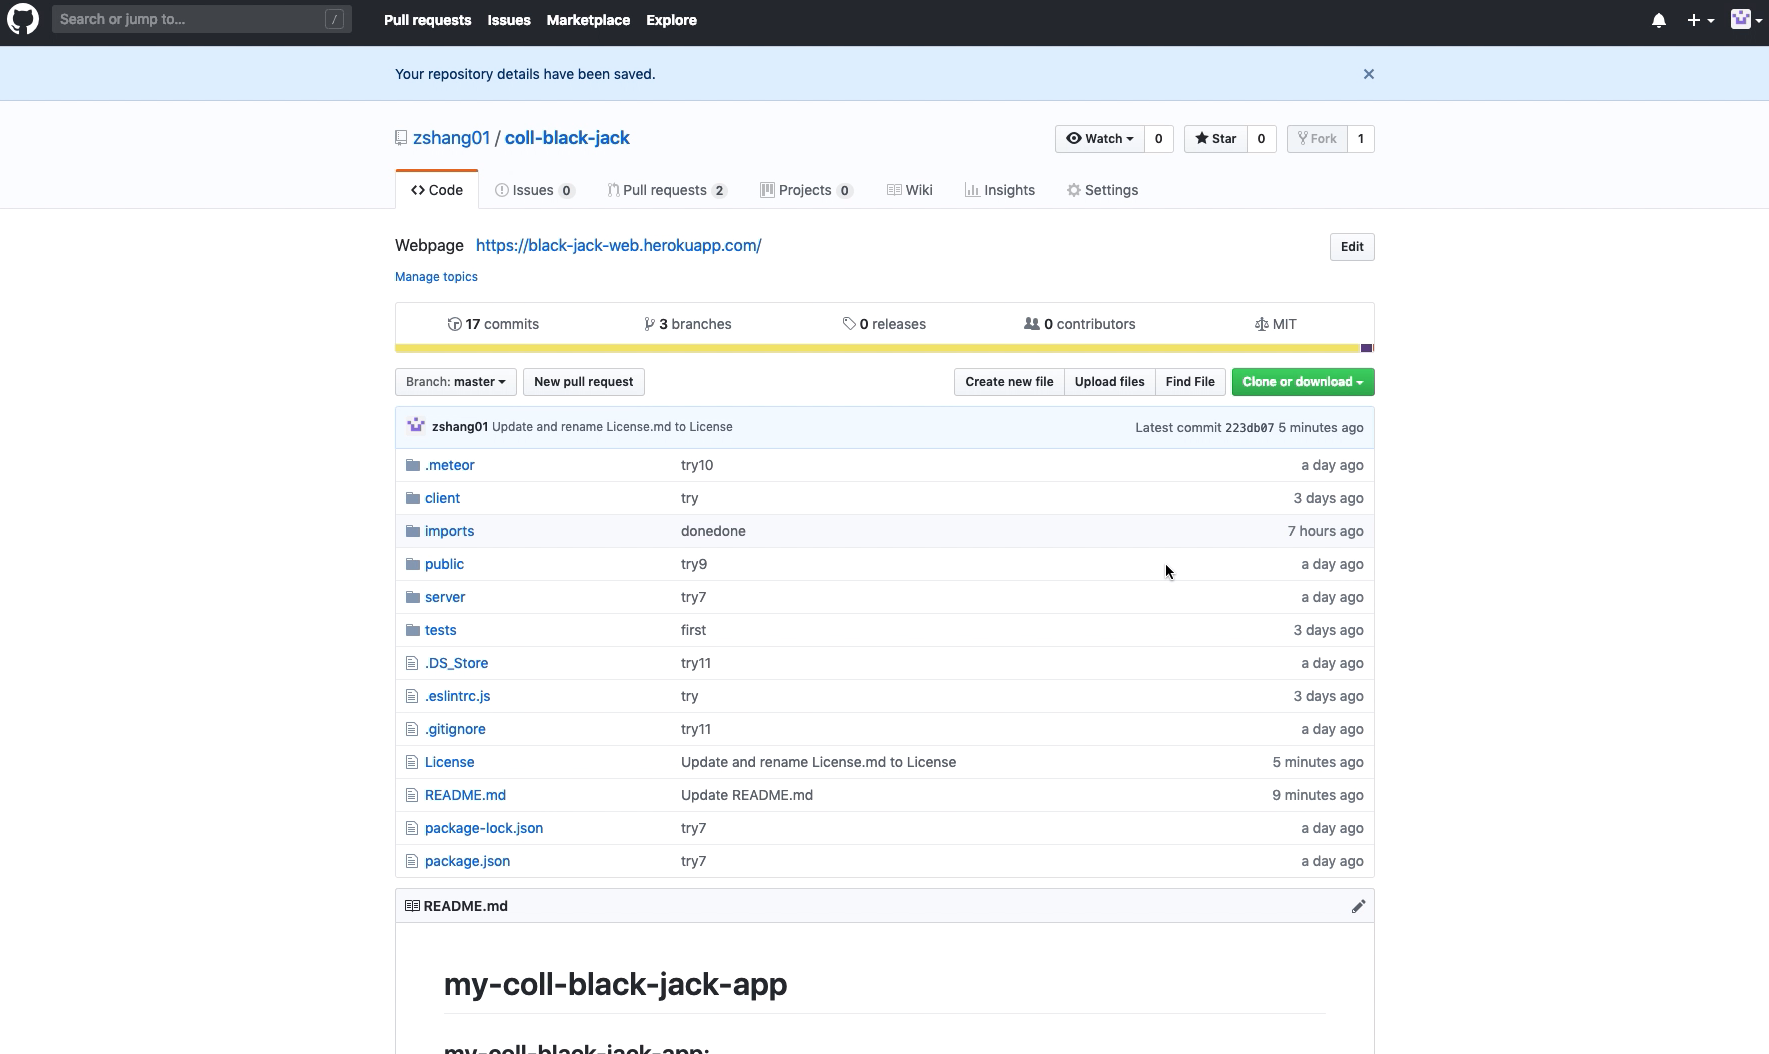 Search or jump to... /
Pull requests Issues Marketplace Explore
Your repository details have been saved.
zshang01 / coll-black-jack
Watch 0 Star 0 Fork 1
Code Issues 0 Pull requests 2 Projects 0 Wiki Insights Settings
Webpage https://black-jack-web.herokuapp.com/ Edit
Manage topics
17 commits 3 branches 0 releases 0 contributors MIT
Branch: master New pull request Create new file Upload files Find File Clone or download
zshang01 Update and rename License.md to License Latest commit 223db07 5 minutes ago
.meteor try10 a day ago
client try 3 days ago
imports donedone 7 hours ago
public try9 a day ago
server try7 a day ago
tests first 3 days ago
.DS_Store try11 a day ago
.eslintrc.js try 3 days ago
.gitignore try11 a day ago
License Update and rename License.md to License 5 minutes ago
README.md Update README.md 9 minutes ago
package-lock.json try7 a day ago
package.json try7 a day ago
README.md
my-coll-black-jack-app
my-coll-black-jack-app: